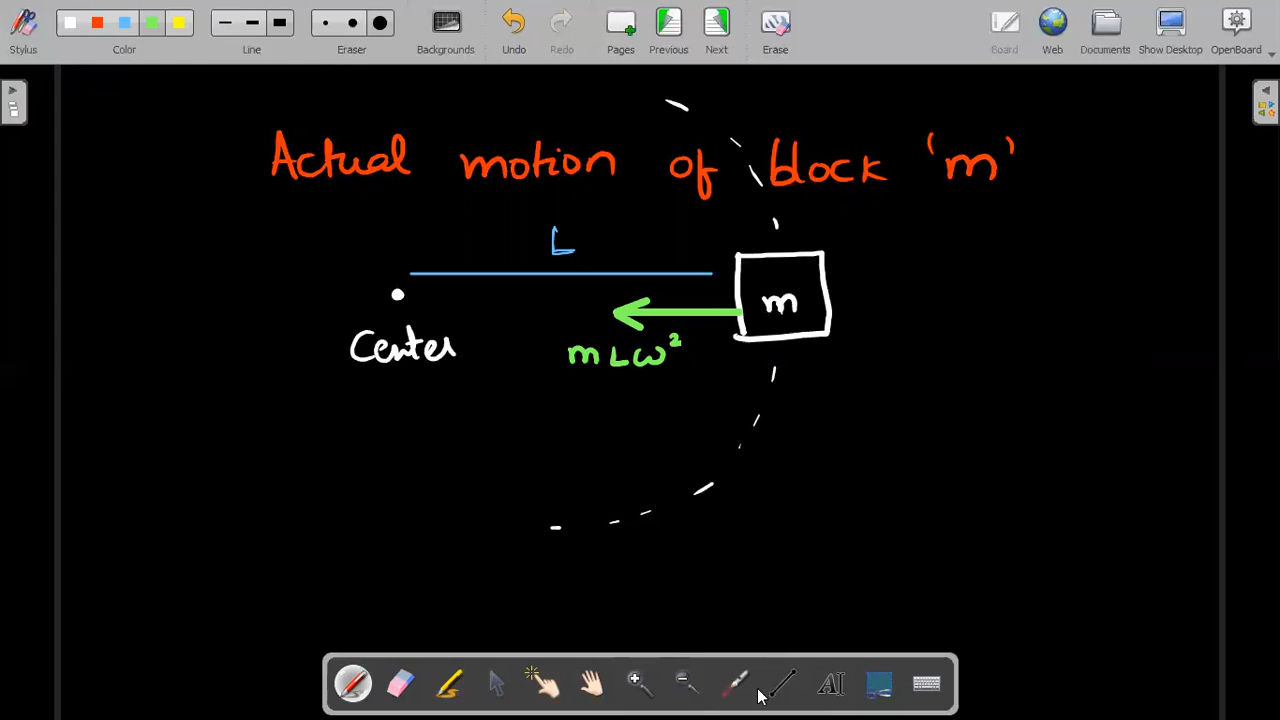 Stylus
Color
Line
Eraser
Backgrounds
Undo
Redo
Pages
Previous
Next
Erase
Board
Web
Documents
Show Desktop
OpenBoard
Actual motion of block 'm'
L
m
Center
mLω²
AI